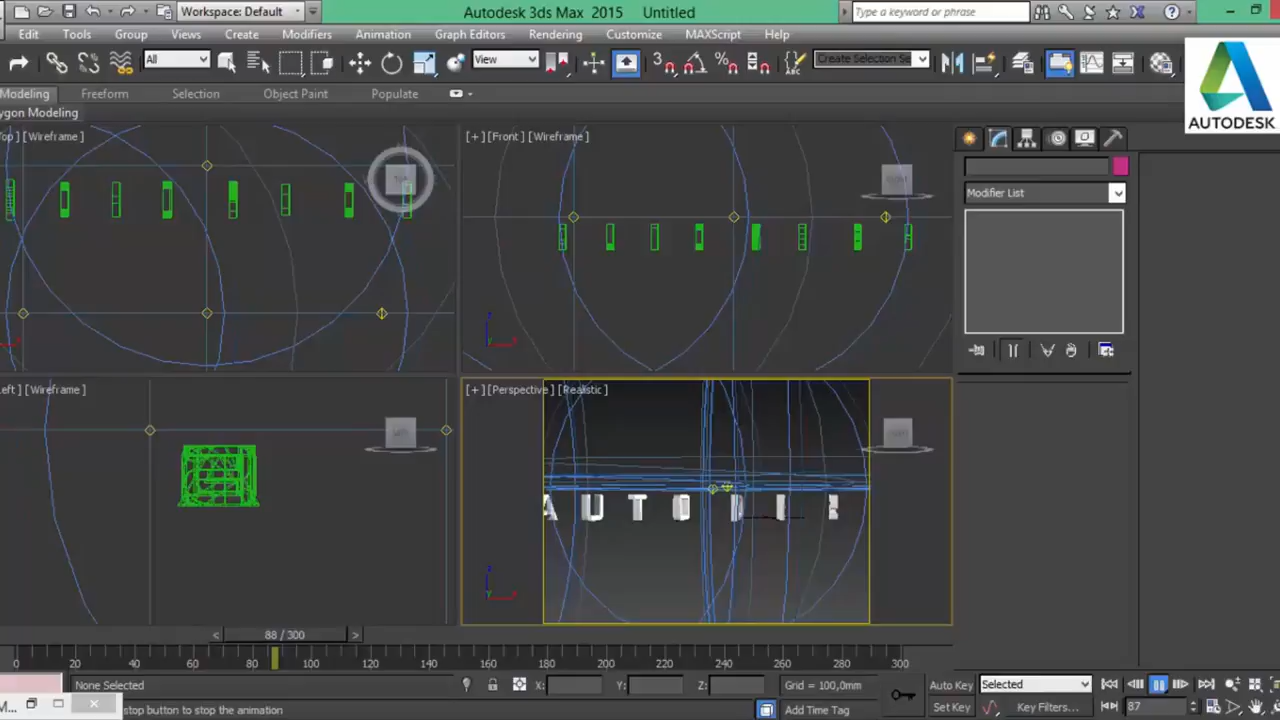 Workspace: Default
Autodesk 3ds Max 2015 Untitled
Type a keyword or phrase
Edit Tools Group Views Create Modifiers Animation Graph Editors Rendering Customize MAXScript Help
All
View
3
Create Selection Se
Modeling Freeform Selection Object Paint Populate
ygon Modeling
AUTODESK
Top ) [Wireframe ]
[+] [Front ] [Wireframe ]
Modifier List
Left ) [Wireframe ]
[+] [Perspective ] [Realistic ]
A U T O D
< 88 / 300 >
0 20 40 60 80 100 120 140 160 180 200 220 240 260 280 300
None Selected
X:
Y:
Z:
Grid = 100,0mm
Auto Key
Selected
M...
stop button to stop the animation
Add Time Tag
Set Key
Key Filters...
87